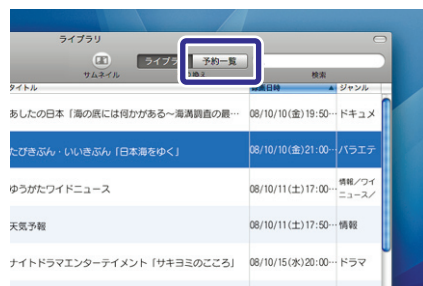 ライブラリ
ライブラ 予約一覧
サムネイル 検索
タイトル ジャンル
あしたの日本「海の底には何かがある〜海溝調査の最… 08/10/10(金)19:50… ドキュメ
たびきぶん・いいきぶん「日本海をゆく」 08/10/10(金)21:00… バラエテ
ゆうがたワイドニュース 08/10/11(土)17:00… 情報／ワイ
ニュース／
天気予報 08/10/11(土)17:50… 情報
ナイトドラマエンターテイメント「サキヨミのこころ」 08/10/15(水)20:00… ドラマ